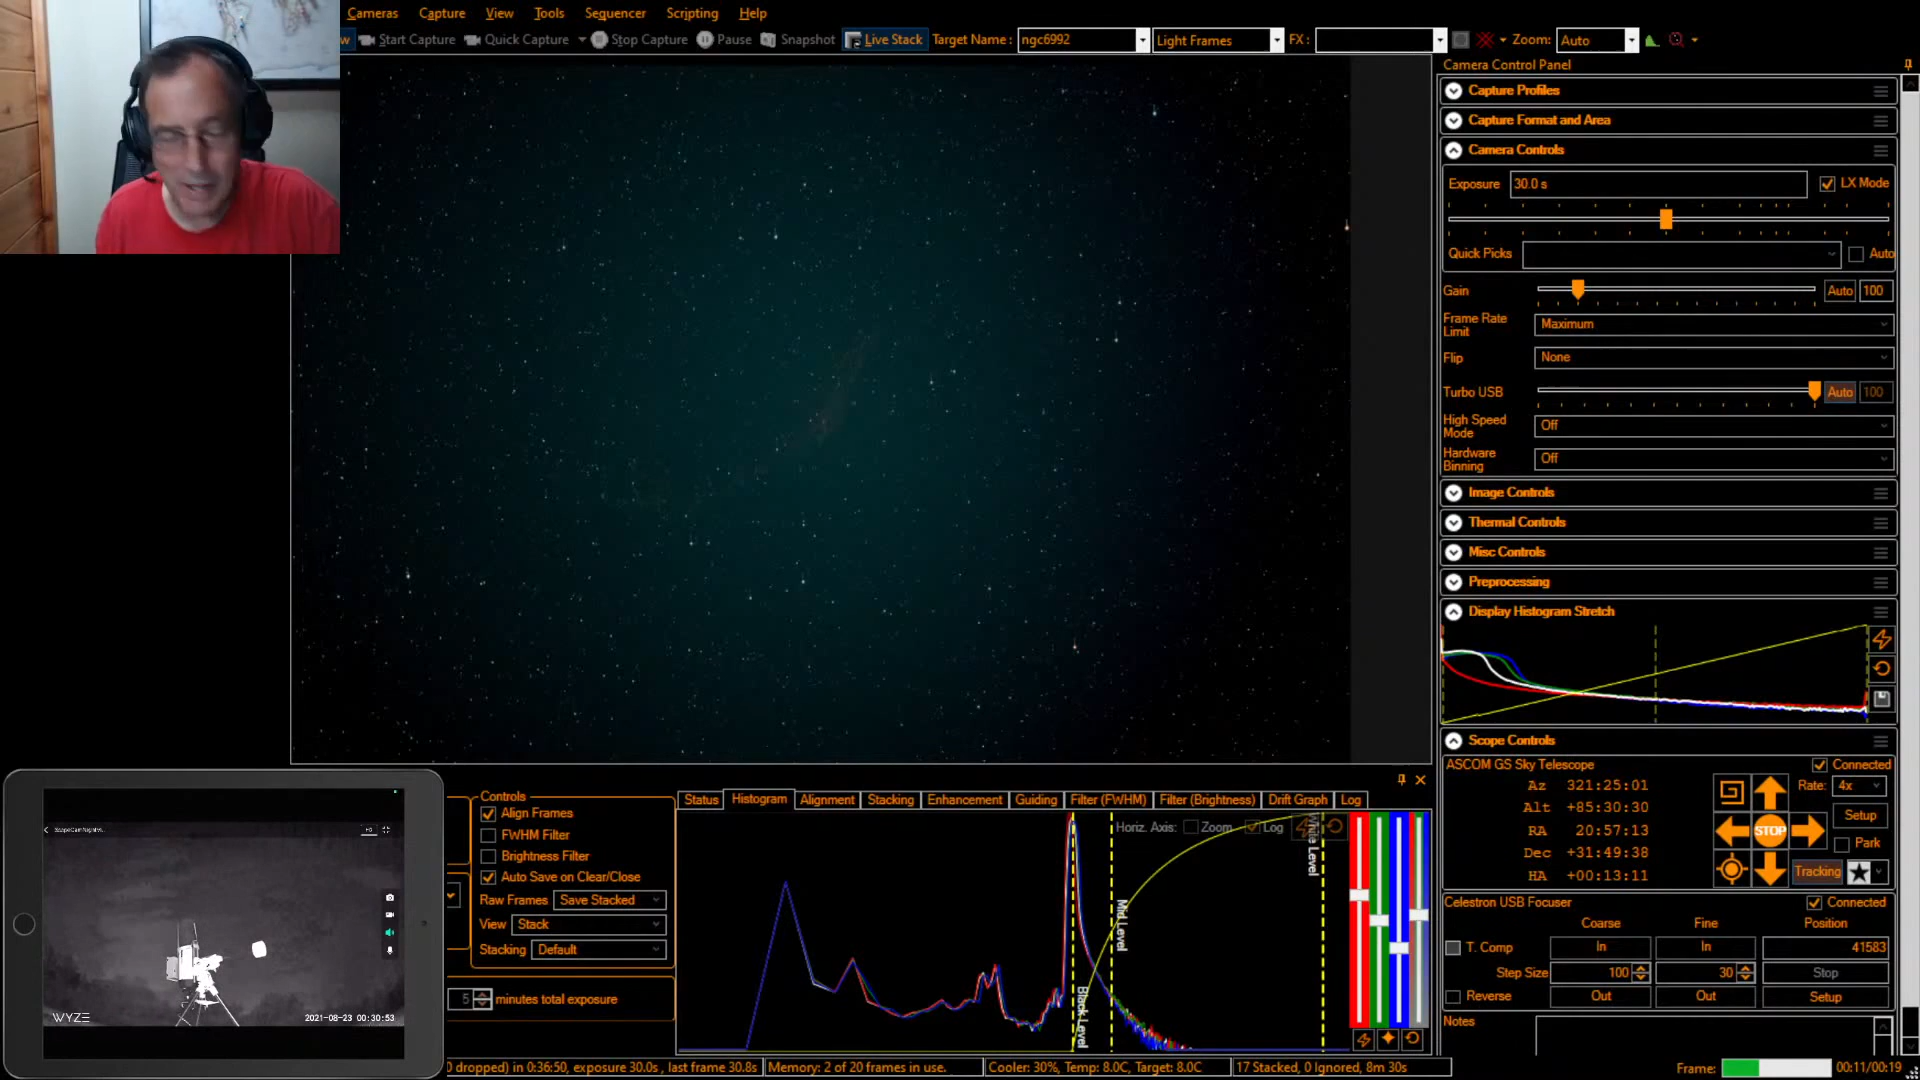 Cameras Capture View Tools Sequencer Scripting Help
w Start Capture Quick Capture Stop Capture Pause Snapshot Live Stack Target Name : ngc6992 Light Frames FX : Zoom: Auto
Camera Control Panel
Capture Profiles
Capture Format and Area
Camera Controls
Exposure 30.0 s LX Mode
Quick Picks Auto
Gain Auto 100
Frame Rate Limit Maximum
Flip None
Turbo USB Auto 100
High Speed Mode Off
Hardware Binning Off
Image Controls
Thermal Controls
Misc Controls
Preprocessing
Display Histogram Stretch
Scope Controls
ASCOM GS Sky Telescope Connected
Az 321:25:01 Rate: 4x
Alt +85:30:30 Setup
RA 20:57:13 STOP
Dec +31:49:38 Park
HA +00:13:11 Tracking
Celestron USB Focuser Connected
Coarse Fine Position
T. Comp In In 41583
Step Size 100 30 Stop
Reverse Out Out Setup
Notes
Controls
Align Frames
FWHM Filter
Brightness Filter
Auto Save on Clear/Close
Raw Frames Save Stacked
View Stack
Stacking Default
5 minutes total exposure
Status Histogram Alignment Stacking Enhancement Guiding Filter (FWHM) Filter (Brightness) Drift Graph Log
Horiz. Axis: Zoom Log
Black Level
Mid Level
White Level
WYZE 2021-08-23 00:30:53
0 dropped) in 0:36:50, exposure 30.0s , last frame 30.8s Memory: 2 of 20 frames in use. Cooler: 30%, Temp: 8.0C, Target: 8.0C 17 Stacked, 0 Ignored, 8m 30s Frame: 00:11/00:19